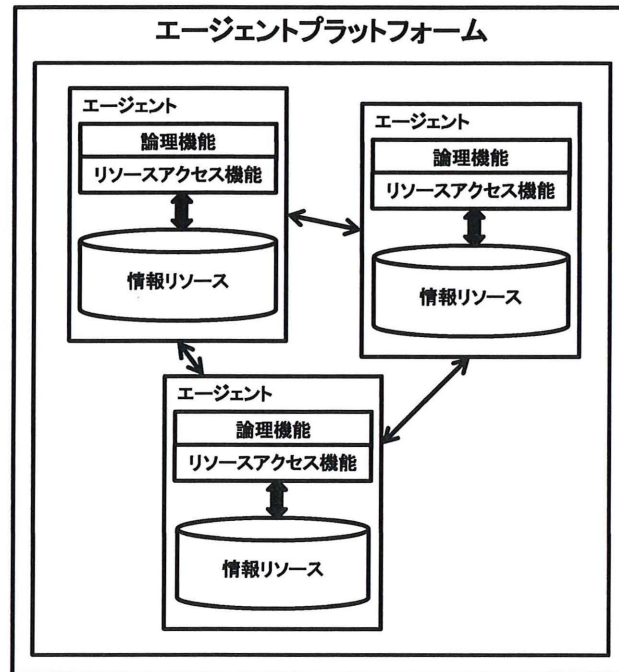 エージェントプラットフォーム
エージェント
論理機能
リソースアクセス機能
情報リソース
エージェント
論理機能
リソースアクセス機能
情報リソース
エージェント
論理機能
リソースアクセス機能
情報リソース